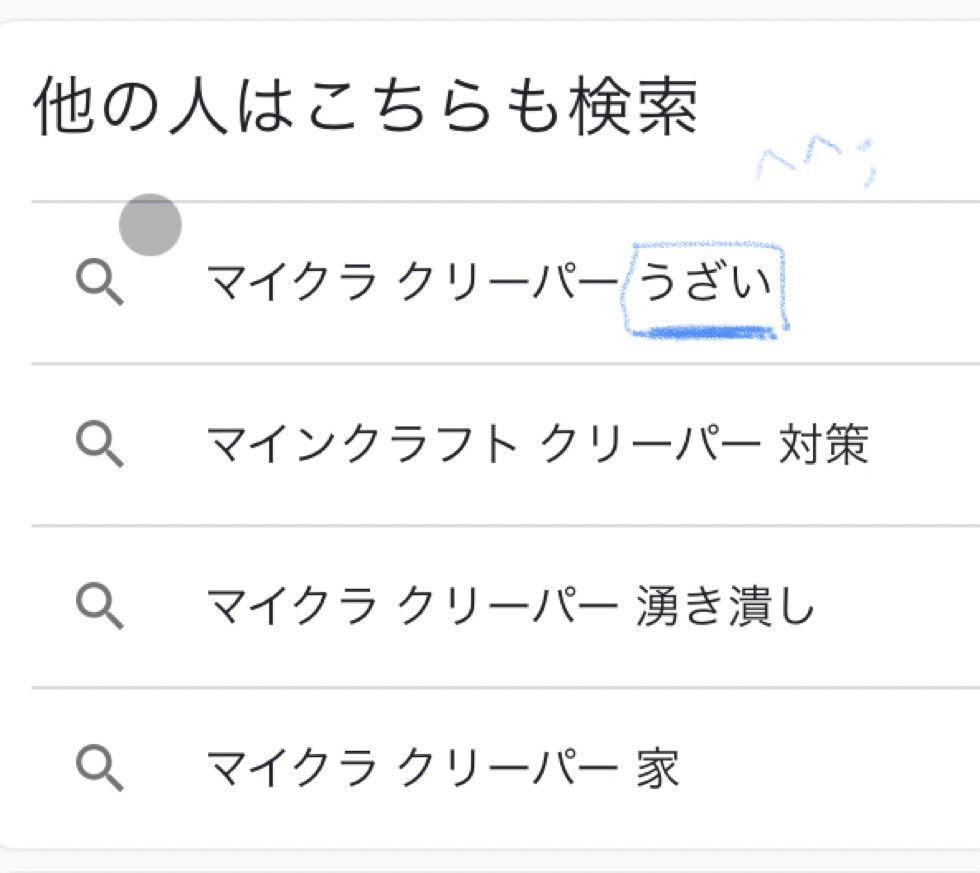 他の人はこちらも検索
マイクラ クリーパー うざい
マインクラフト クリーパー 対策
マイクラ クリーパー 湧き潰し
マイクラ クリーパー 家